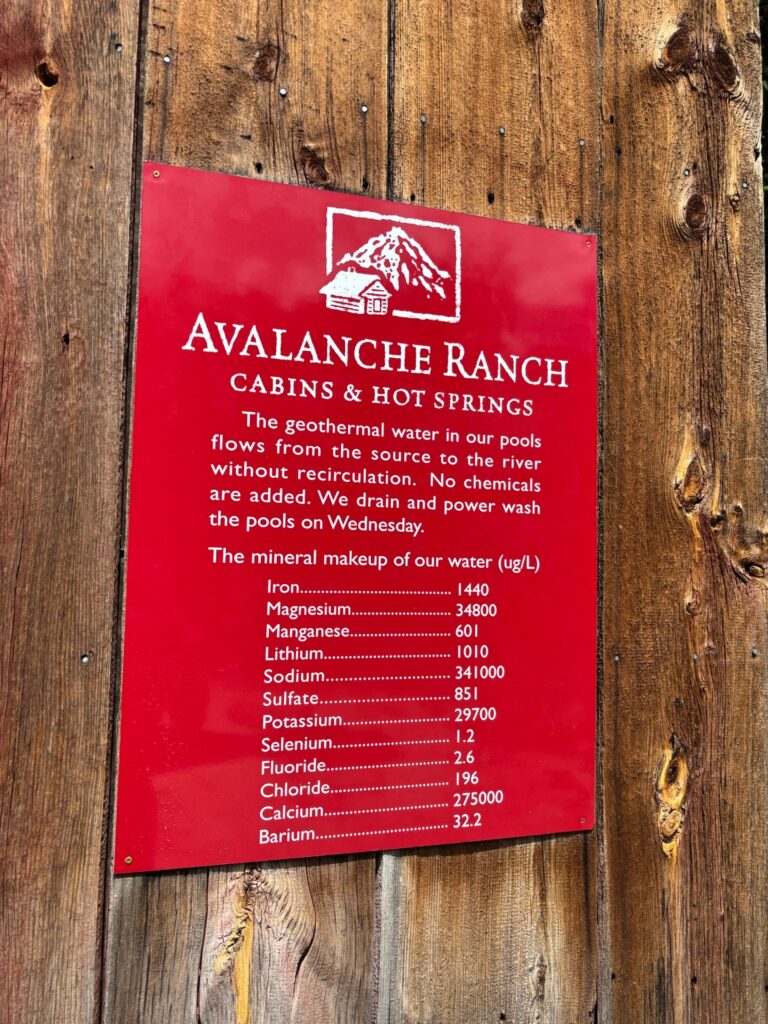 AVALANCHE RANCH
CABINS & HOT SPRINGS
The geothermal water in our pools
flows from the source to the river
without recirculation. No chemicals
are added. We drain and power wash
the pools on Wednesday.
The mineral makeup of our water (ug/L)
Iron........................................ 1440
Magnesium...................... 34800
Manganese....................... 601
Lithium............................. 1010
Sodium............................. 341000
Sulfate.............................. 851
Potassium........................ 29700
Selenium.......................... 1.2
Fluoride........................... 2.6
Chloride.......................... 196
Calcium........................... 275000
Barium............................. 32.2